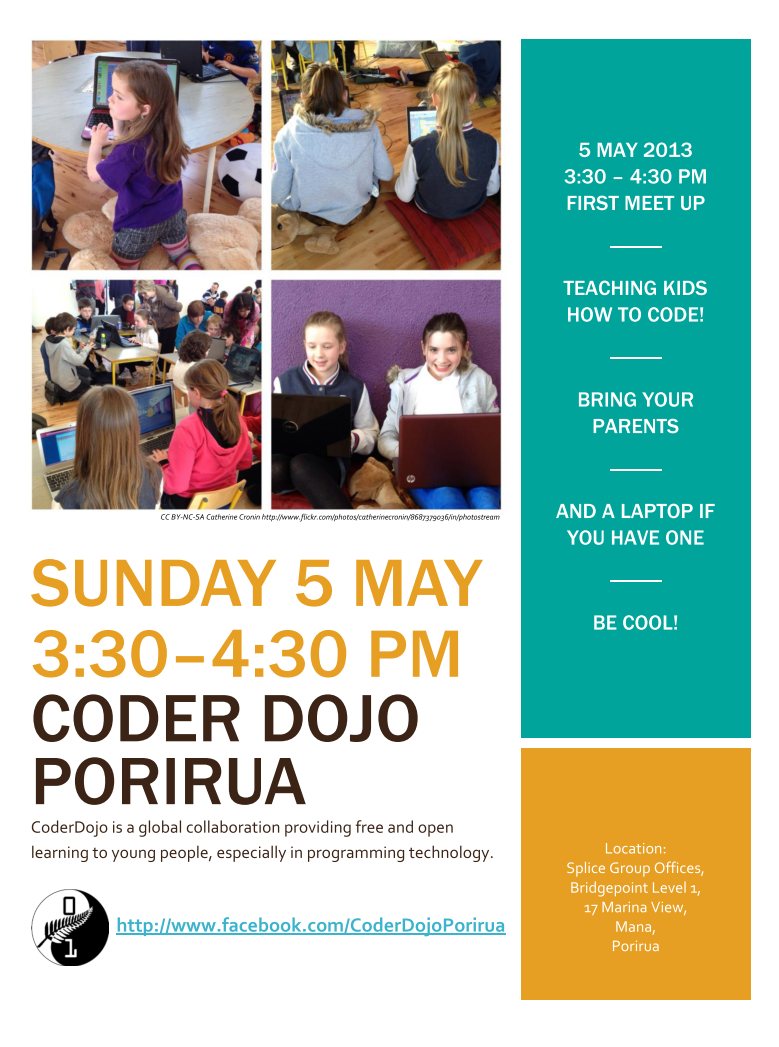 CC BY-NC-SA Catherine Cronin http://www.flickr.com/photos/catherinecronin/8687379036/in/photostream
SUNDAY 5 MAY
3:30–4:30 PM
CODER DOJO
PORIRUA
CoderDojo is a global collaboration providing free and open
learning to young people, especially in programming technology.
0
1
http://www.facebook.com/CoderDojoPorirua
5 MAY 2013
3:30 – 4:30 PM
FIRST MEET UP
TEACHING KIDS
HOW TO CODE!
BRING YOUR
PARENTS
AND A LAPTOP IF
YOU HAVE ONE
BE COOL!
Location:
Splice Group Offices,
Bridgepoint Level 1,
17 Marina View,
Mana,
Porirua